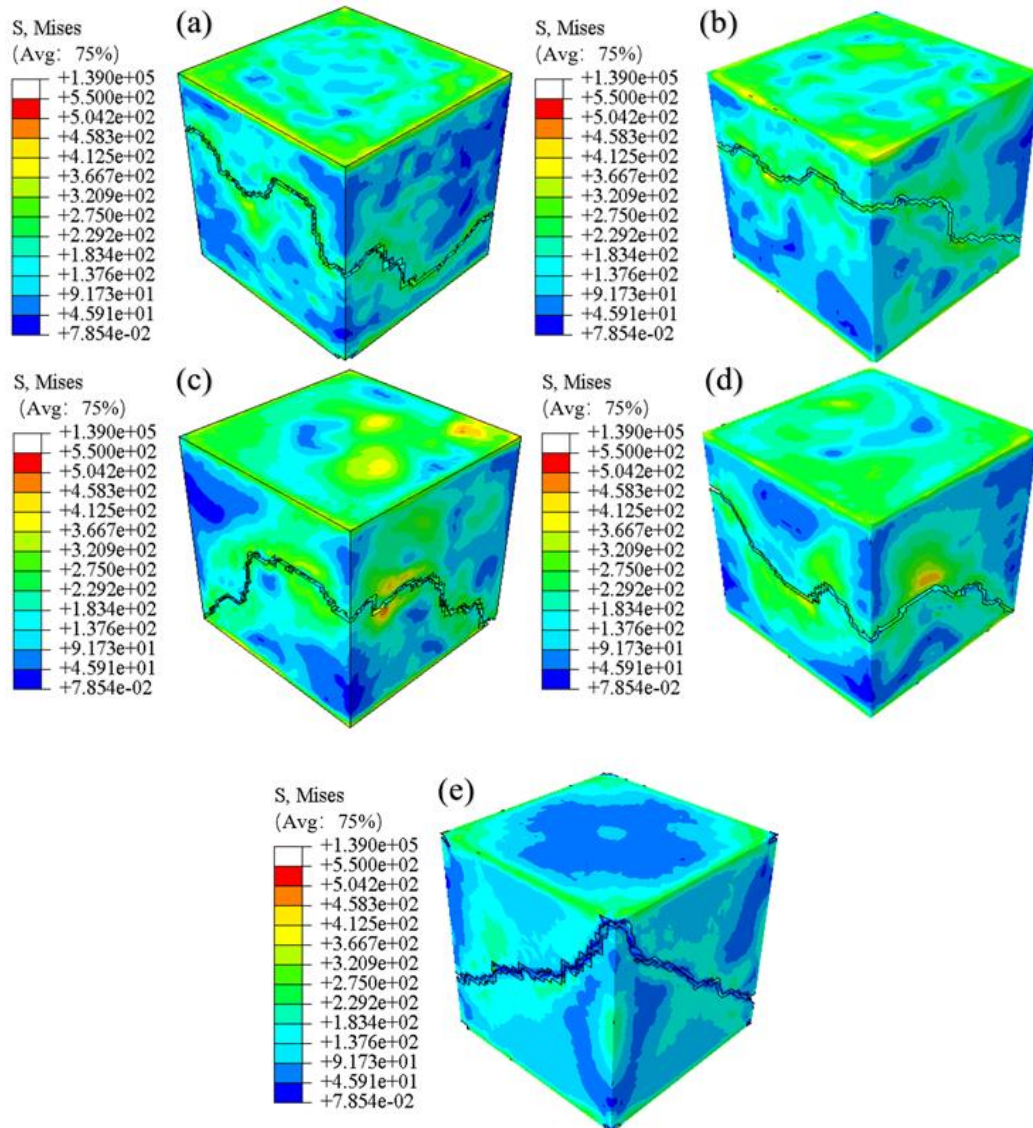 S, Mises
(Avg: 75%)
+1.390e+05
+5.500e+02
+5.042e+02
+4.583e+02
+4.125e+02
+3.667e+02
+3.209e+02
+2.750e+02
+2.292e+02
+1.834e+02
+1.376e+02
+9.173e+01
+4.591e+01
+7.854e-02
(a)
S, Mises
(Avg: 75%)
+1.390e+05
+5.500e+02
+5.042e+02
+4.583e+02
+4.125e+02
+3.667e+02
+3.209e+02
+2.750e+02
+2.292e+02
+1.834e+02
+1.376e+02
+9.173e+01
+4.591e+01
+7.854e-02
(b)
S, Mises
(Avg: 75%)
+1.390e+05
+5.500e+02
+5.042e+02
+4.583e+02
+4.125e+02
+3.667e+02
+3.209e+02
+2.750e+02
+2.292e+02
+1.834e+02
+1.376e+02
+9.171e+01
+4.591e+01
+7.854e-02
(c)
S, Mises
(Avg: 75%)
+1.390e+05
+5.500e+02
+5.042e+02
+4.583e+02
+4.125e+02
+3.667e+02
+3.209e+02
+2.750e+02
+2.292e+02
+1.834e+02
+1.376e+02
+9.171e+01
+4.591e+01
+7.854e-02
(d)
S, Mises
(Avg: 75%)
+1.390e+05
+5.500e+02
+5.042e+02
+4.583e+02
+4.125e+02
+3.667e+02
+3.209e+02
+2.750e+02
+2.292e+02
+1.834e+02
+1.376e+02
+9.173e+01
+4.591e+01
+7.854e-02
(e)